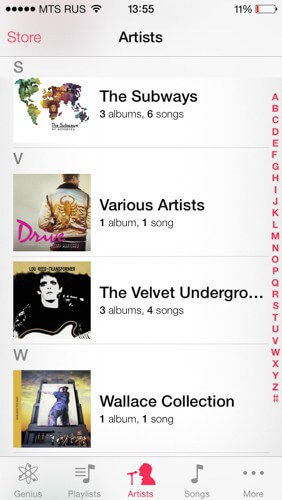 MTS RUS 13:55 11%
Store Artists
S
The Subways
The Subways
3 albums, 6 songs
V
Various Artists
Drive
1 album, 1 song
LOU REED·TRANSFORMER
The Velvet Undergro...
3 albums, 4 songs
W
Wallace Collection
1 album, 1 song
A
B
C
D
E
F
G
H
I
J
K
L
M
N
O
P
Q
R
S
T
U
V
W
X
Y
Z
#
Genius Playlists Artists Songs More